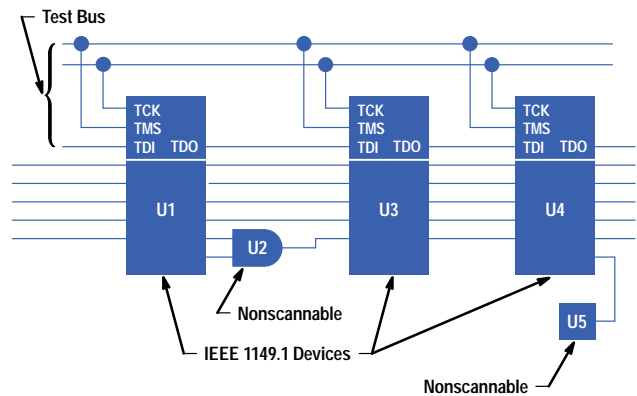 Test Bus
TCK
TMS
TDI TDO
U1
TCK
TMS
TDI TDO
U3
TCK
TMS
TDI TDO
U4
U2
Nonscannable
U5
IEEE 1149.1 Devices
Nonscannable